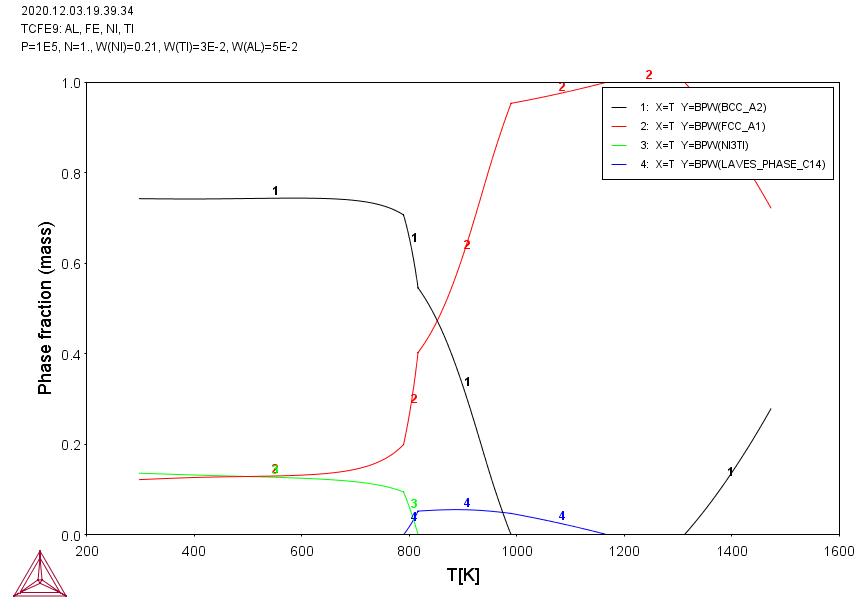 2020.12.03.19.39.34
TCFE9: AL, FE, NI, TI
P=1E5, N=1., W(NI)=0.21, W(TI)=3E-2, W(AL)=5E-2
1: X=T Y=BPW(BCC_A2)
2: X=T Y=BPW(FCC_A1)
3: X=T Y=BPW(NI3TI)
4: X=T Y=BPW(LAVES_PHASE_C14)
Phase fraction (mass)
1.0
0.8
0.6
0.4
0.2
0.0
2
2
1
1
2
1
2
2
3
3
4
4
4
1
200 400 600 800 1000 1200 1400 1600
T[K]